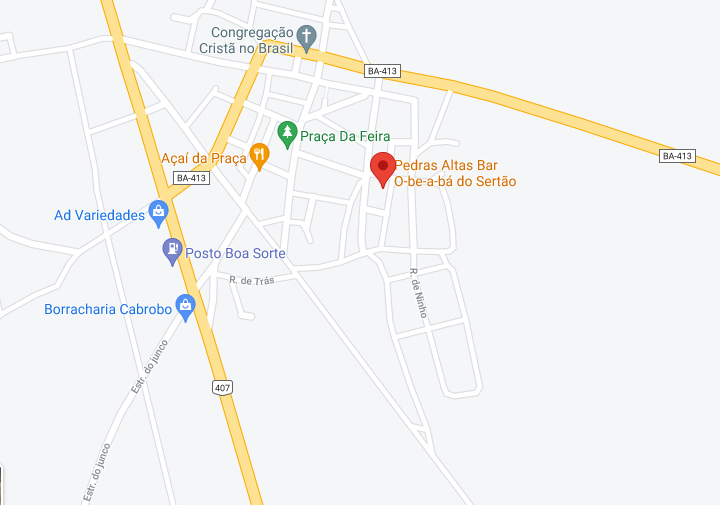 Congregação
Cristã no Brasil
BA-413
Praça Da Feira
Açaí da Praça
BA-413
Pedras Altas Bar
O-be-a-bá do Sertão
BA-413
Ad Variedades
Posto Boa Sorte
R. de Trás
R. de Ninho
Borracharia Cabrobo
Estr. do junco
407
Estr. do junco